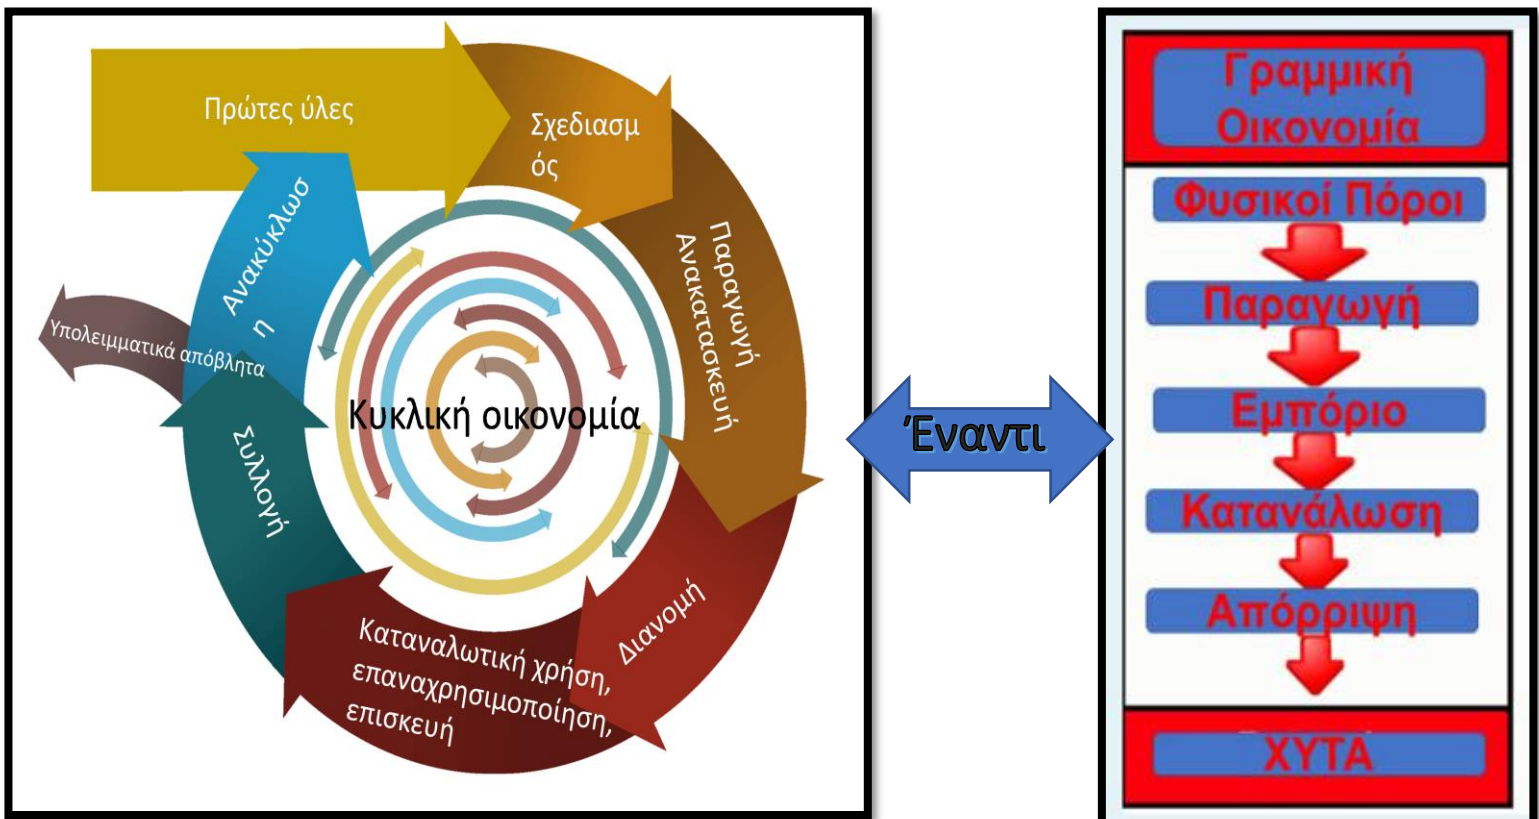 Πρώτες ύλες
Σχεδιασμ
ός
Παραγωγή
Ανακατασκευή
Διανομή
Καταναλωτική χρήση,
επαναχρησιμοποίηση,
επισκευή
Συλλογή
Ανακύκλωσ
η
Υπολειμματικά απόβλητα
Κυκλική οικονομία
Έναντι
Γραμμική
Οικονομία
Φυσικοί Πόροι
Παραγωγή
Εμπόριο
Κατανάλωση
Απόρριψη
ΧΥΤΑ